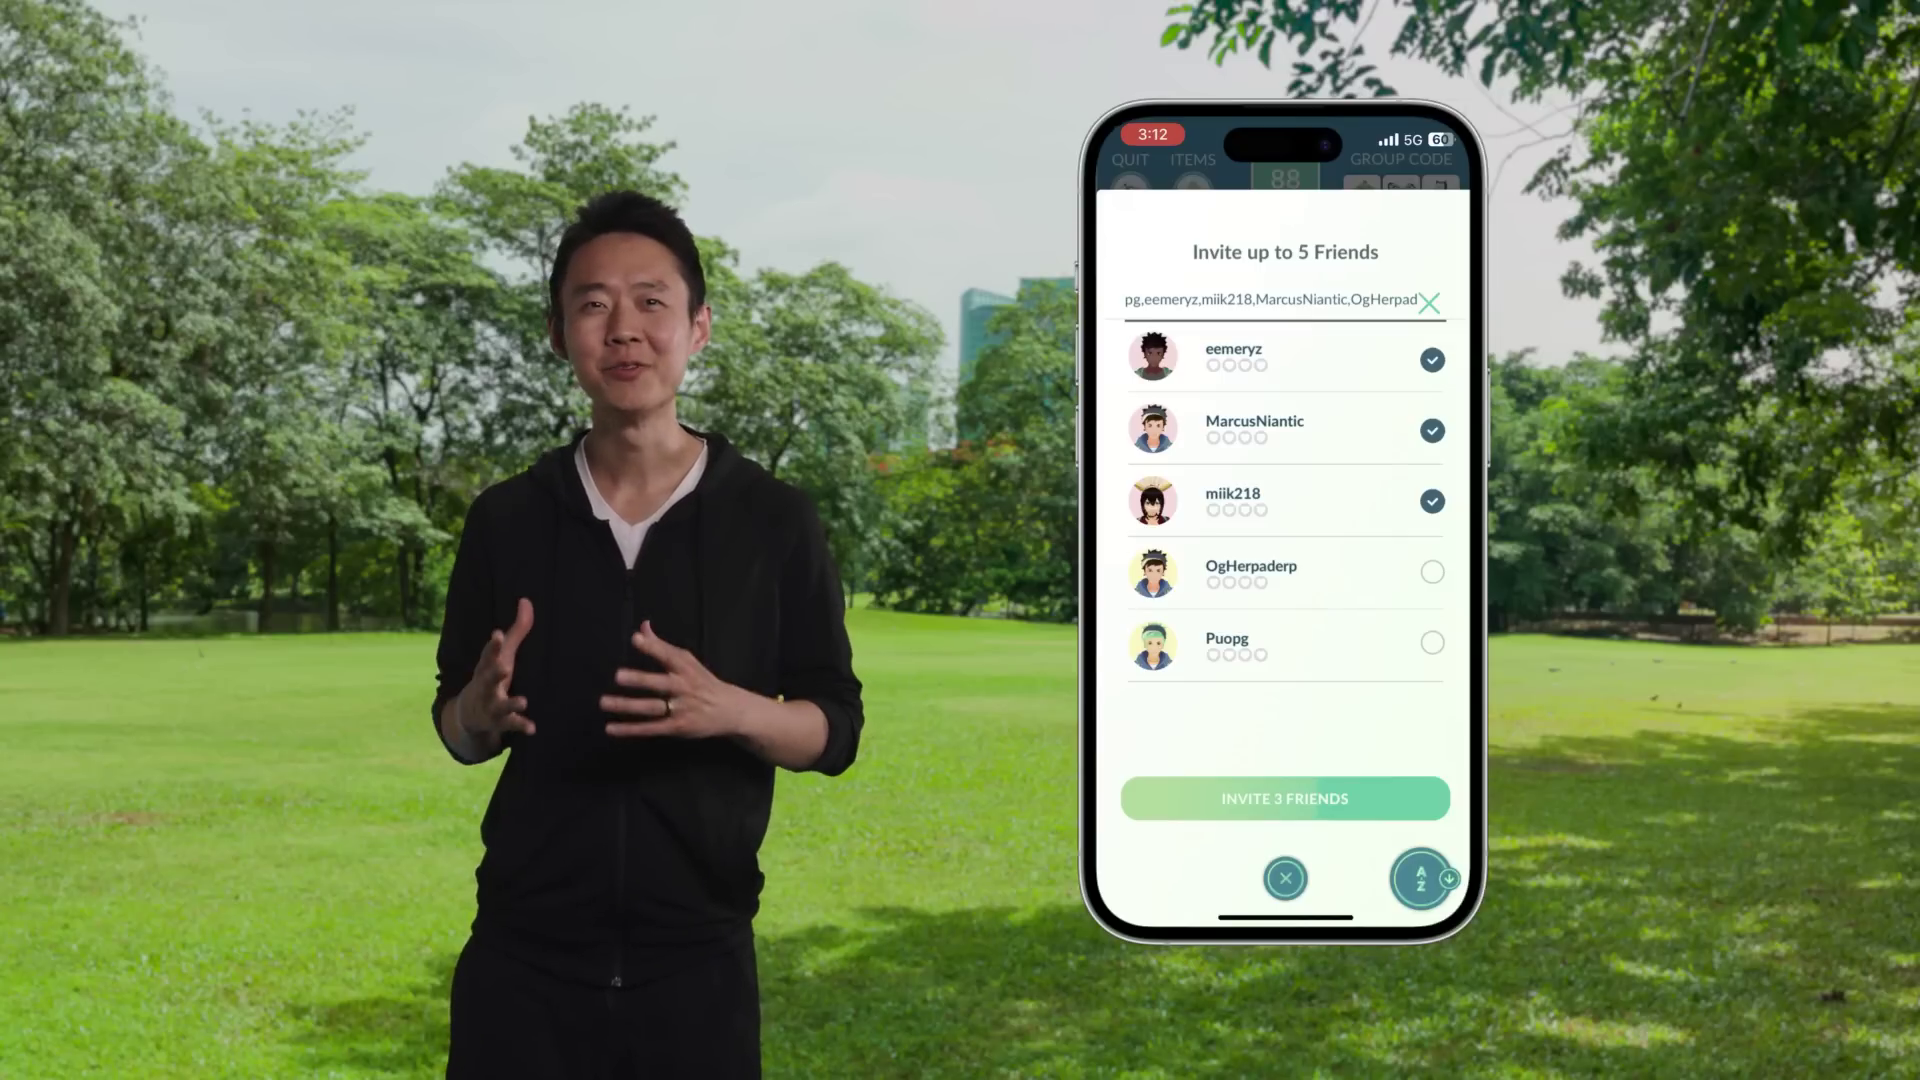 3:12
5G 60
QUIT ITEMS GROUP CODE
88
Invite up to 5 Friends
pg,eemeryz,miik218,MarcusNiantic,OgHerpad
eemeryz
MarcusNiantic
miik218
OgHerpaderp
Puopg
INVITE 3 FRIENDS
A
Z